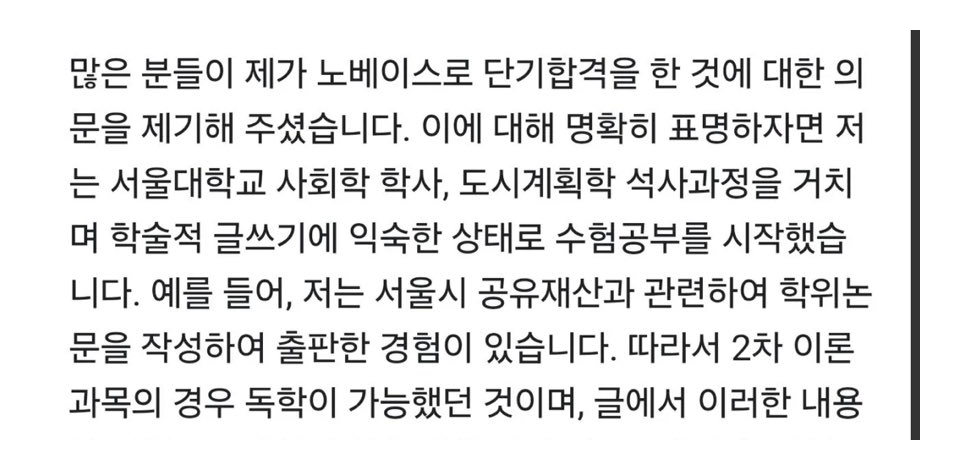 많은 분들이 제가 노베이스로 단기합격을 한 것에 대한 의
문을 제기해 주셨습니다. 이에 대해 명확히 표명하자면 저
는 서울대학교 사회학 학사, 도시계획학 석사과정을 거치
며 학술적 글쓰기에 익숙한 상태로 수험공부를 시작했습
니다. 예를 들어, 저는 서울시 공유재산과 관련하여 학위논
문을 작성하여 출판한 경험이 있습니다. 따라서 2차 이론
과목의 경우 독학이 가능했던 것이며, 글에서 이러한 내용